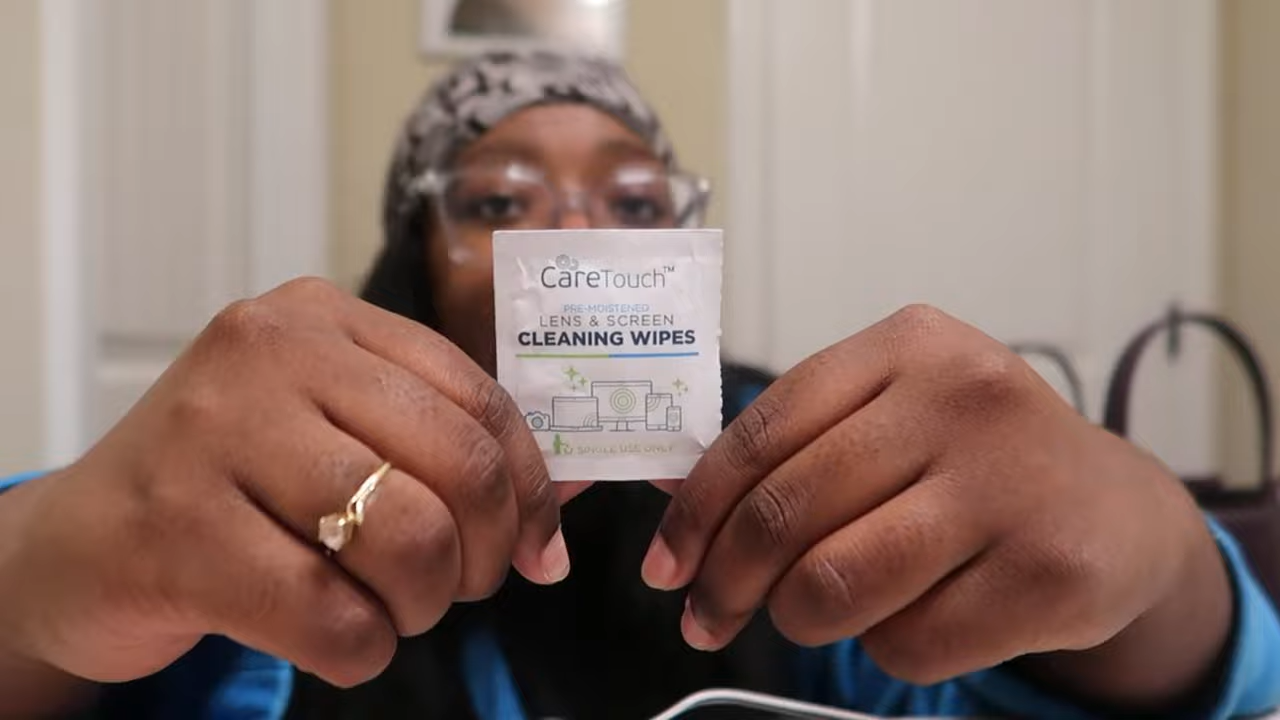 CareTouch™
PRE-MOISTENED
LENS & SCREEN
CLEANING WIPES
SINGLE USE ONLY